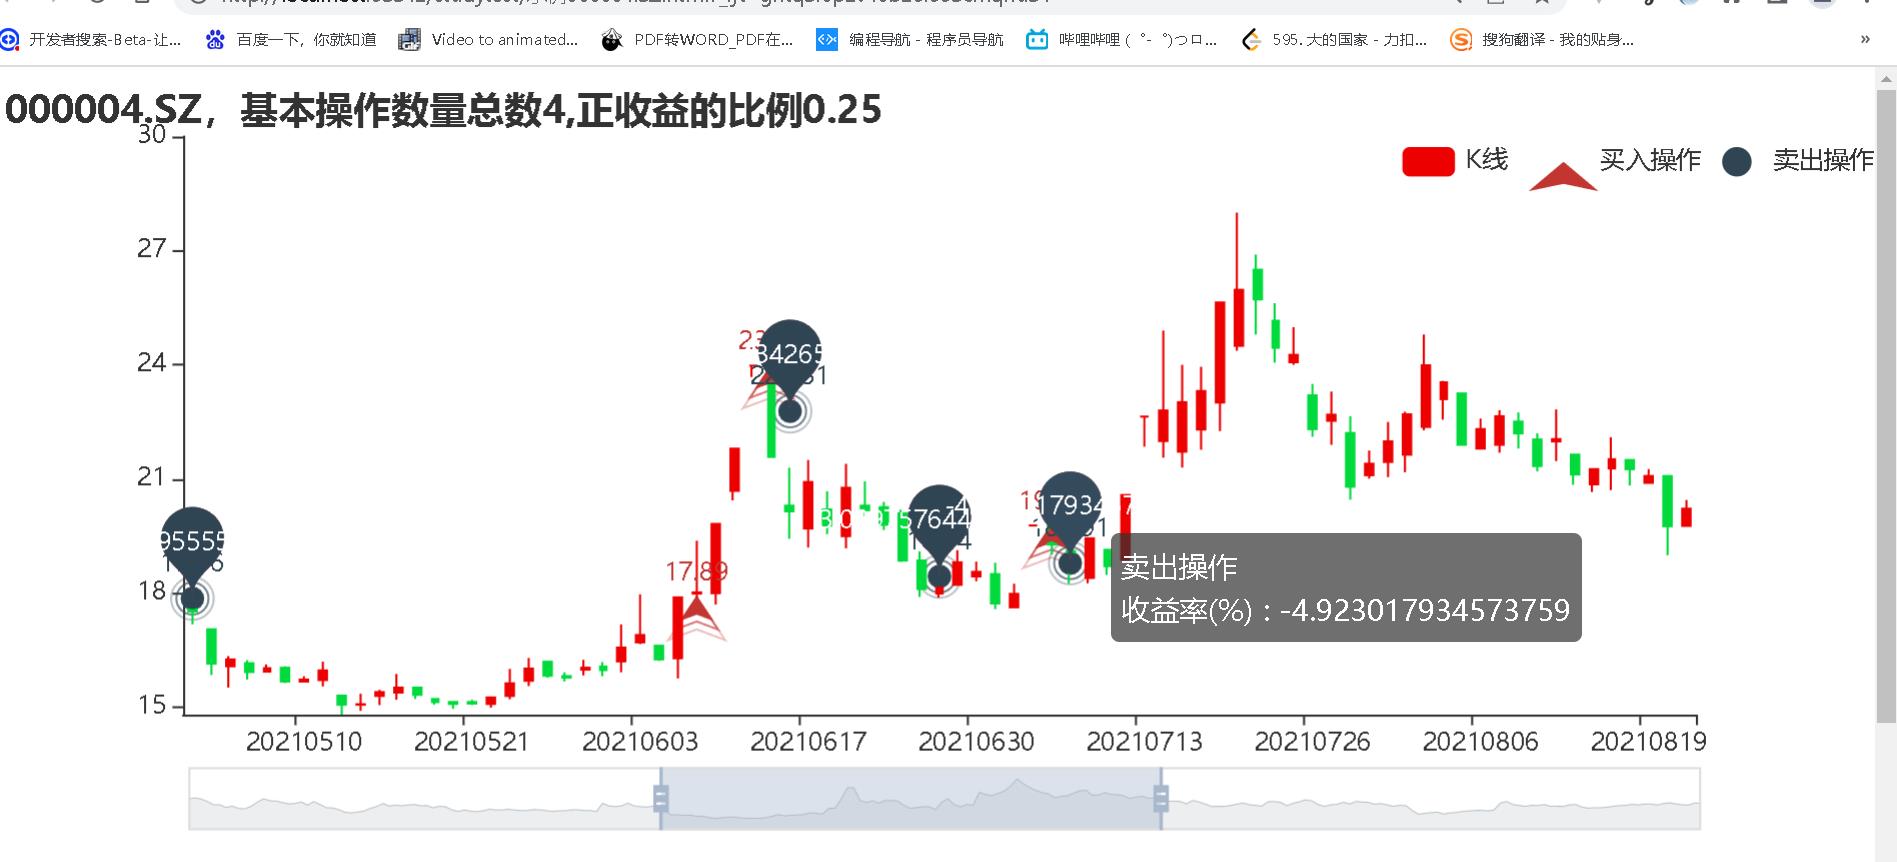 开发者搜索-Beta-让... 百度一下，你就知道 Video to animated... PDF转WORD_PDF在... 编程导航 - 程序员导航 哔哩哔哩 ( ゜- ゜)つロ... 595. 大的国家 - 力扣... 搜狗翻译 - 我的贴身... »
000004.SZ，基本操作数量总数4,正收益的比例0.25
30
K线 买入操作 卖出操作
27
24
34265
21
57644
95555
17.89
18
卖出操作
收益率(%)：-4.923017934573759
15
20210510 20210521 20210603 20210617 20210630 20210713 20210726 20210806 20210819